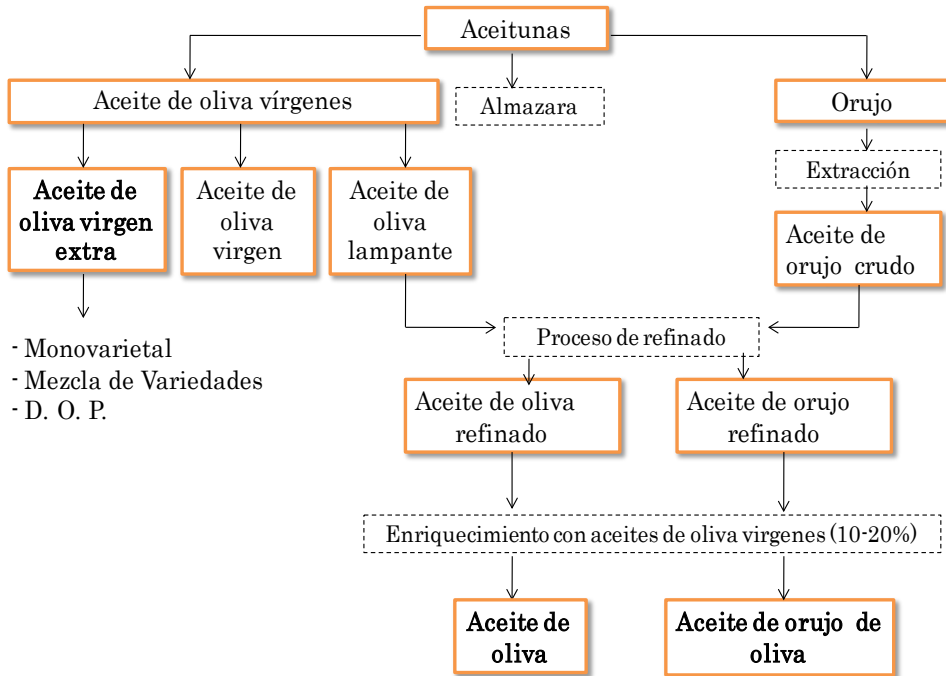 Aceitunas
Aceite de oliva vírgenes
Almazara
Orujo
Extracción
Aceite de
oliva virgen
extra
Aceite de
oliva
virgen
Aceite de
oliva
lampante
Aceite de
orujo crudo
- Monovarietal
- Mezcla de Variedades
- D. O. P.
Proceso de refinado
Aceite de oliva
refinado
Aceite de orujo
refinado
Enriquecimiento con aceites de oliva virgenes (10-20%)
Aceite de
oliva
Aceite de orujo de
oliva